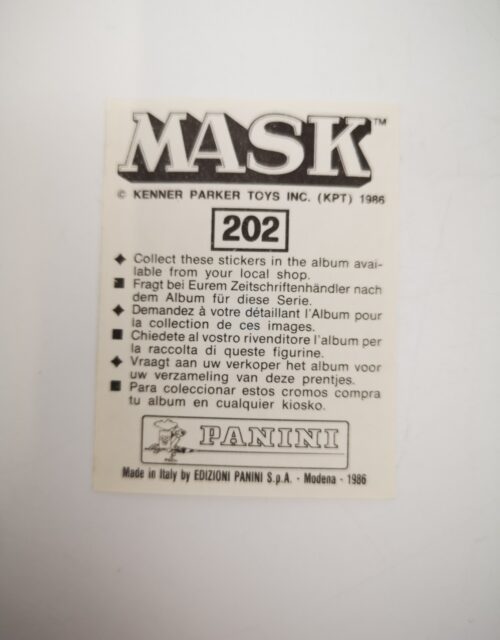 MASK™
© KENNER PARKER TOYS INC. (KPT) 1986
202
◆ Collect these stickers in the album avai-
lable from your local shop.
■ Fragt bei Eurem Zeitschriftenhändler nach
dem Album für diese Serie.
◆ Demandez à votre détaillant l'Album pour
la collection de ces images.
■ Chiedete al vostro rivenditore l'album per
la raccolta di queste figurine.
◆ Vraagt aan uw verkoper het album voor
uw verzameling van deze prentjes.
■ Para coleccionar estos cromos compra
tu album en cualquier kiosko.
PANINI
Made in Italy by EDIZIONI PANINI S.p.A. - Modena - 1986